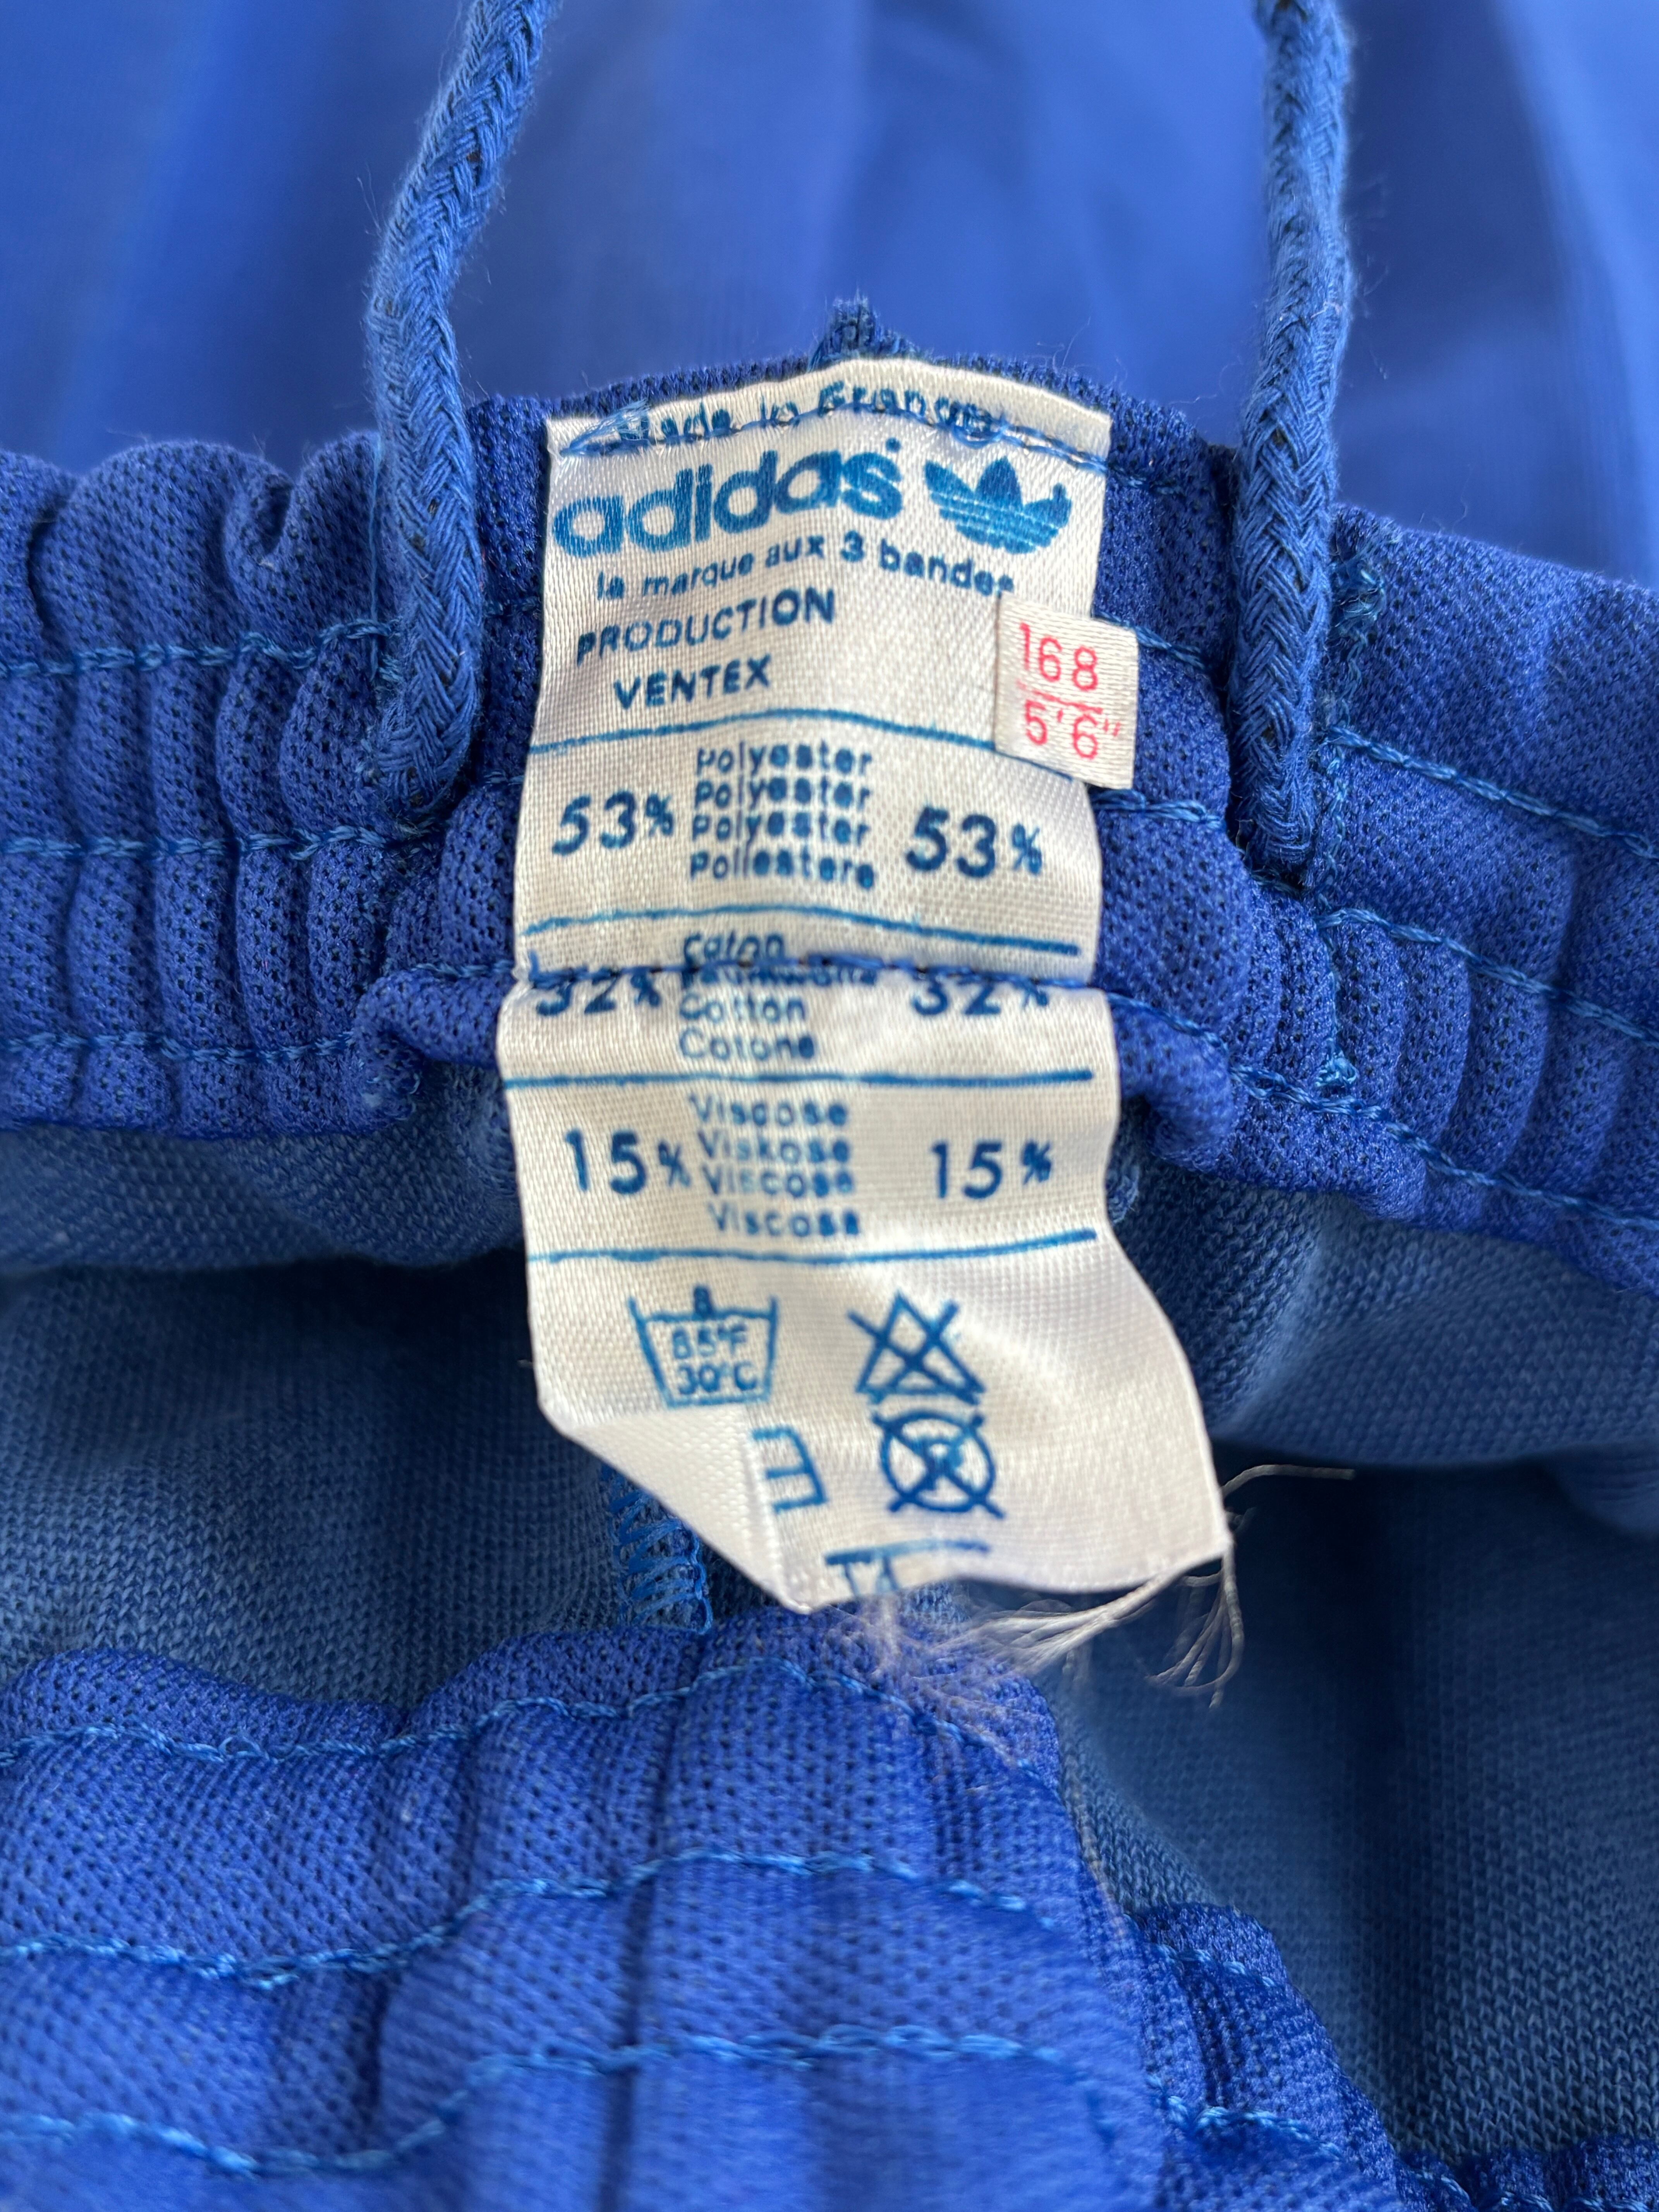 Made in France
adidas
la marque aux 3 bandes
PRODUCTION
VENTEX
168
5'6"
Polyester
Polyester
53% Polyester 53%
Poliestere
Coton
32% 32%
Cotton
Cotone
Viscose
15% Viskose 15%
Viscose
Viscosa
8
85°F
30°C